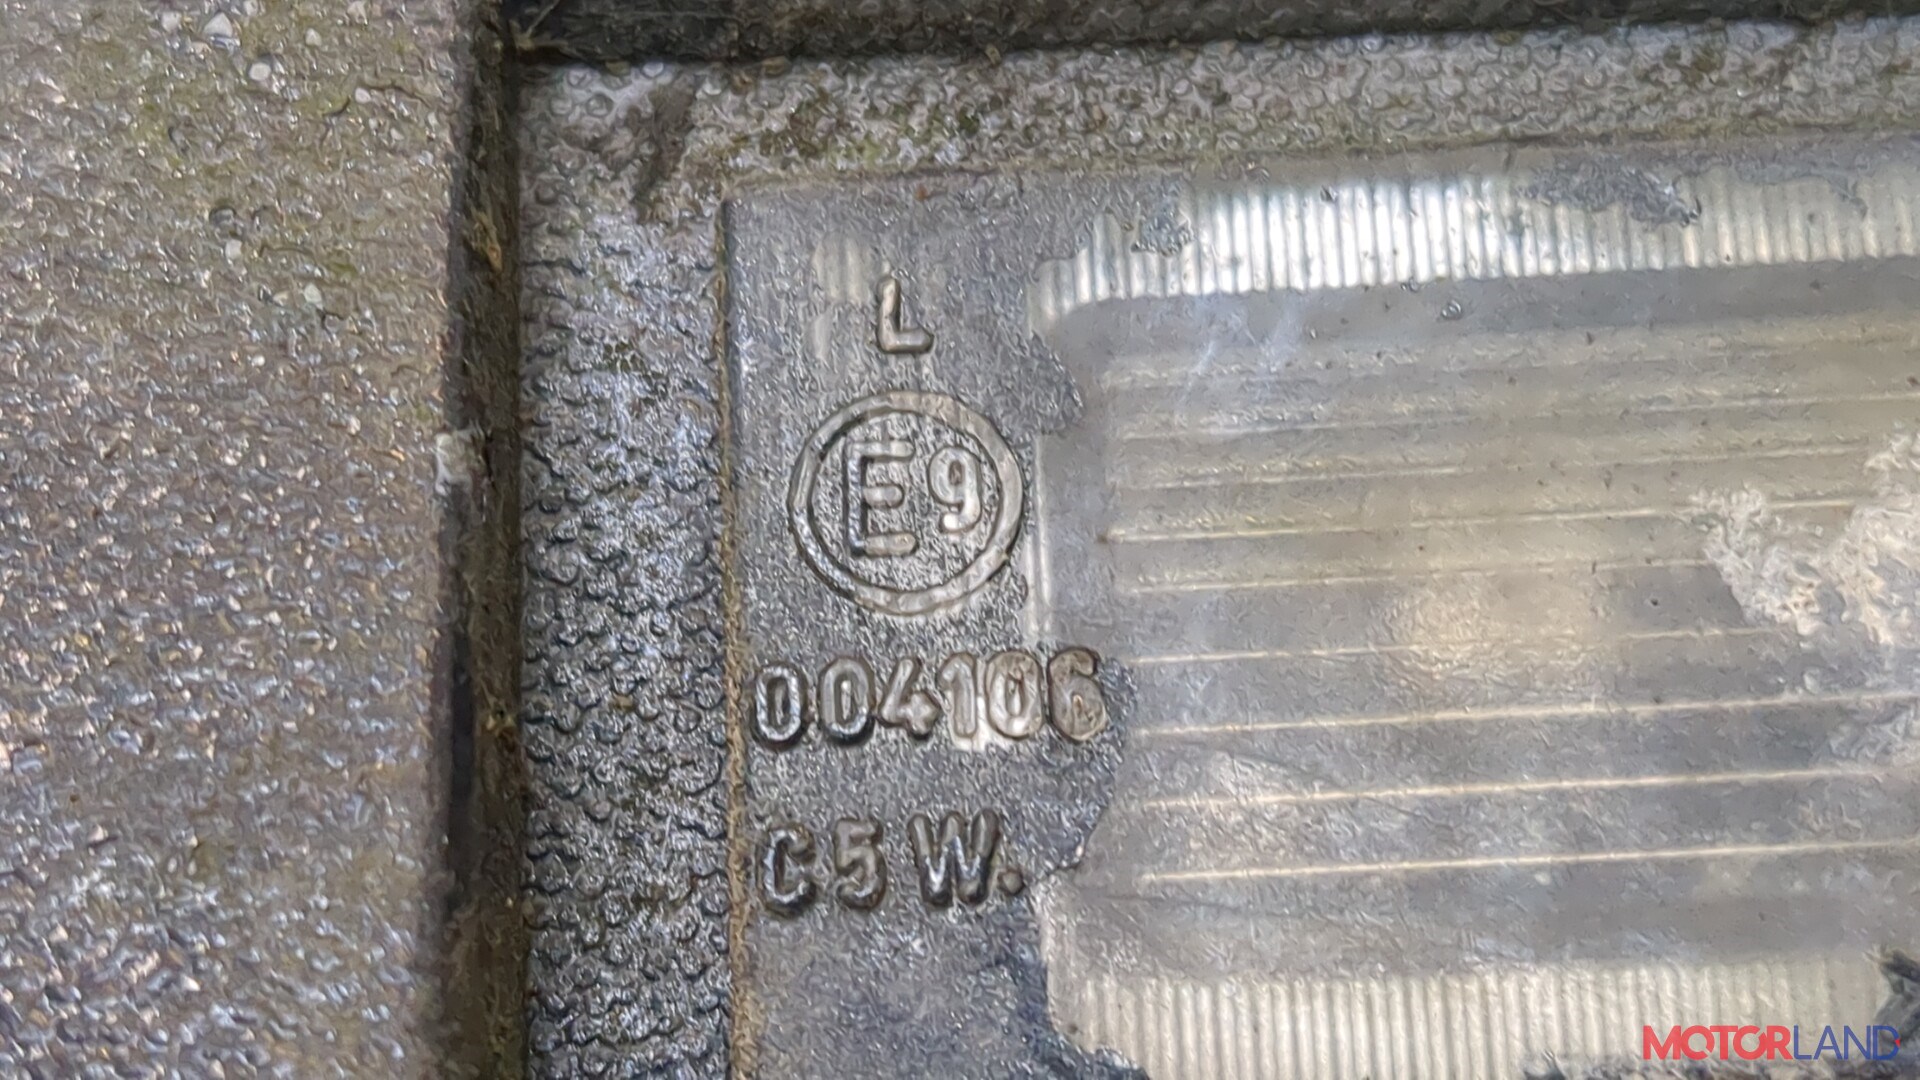 L
E9
004106
C5W.
MOTORLAND